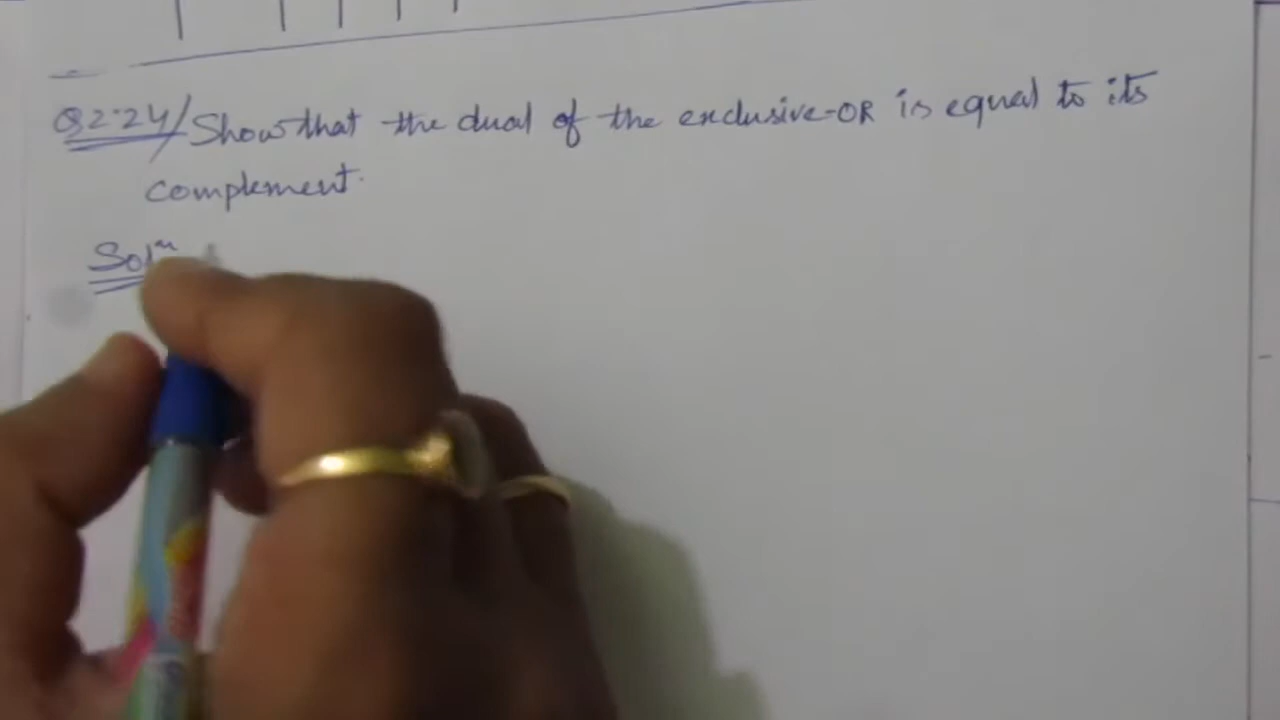 Q2.24/ Show that the dual of the exclusive-OR is equal to its
complement.
Solⁿ